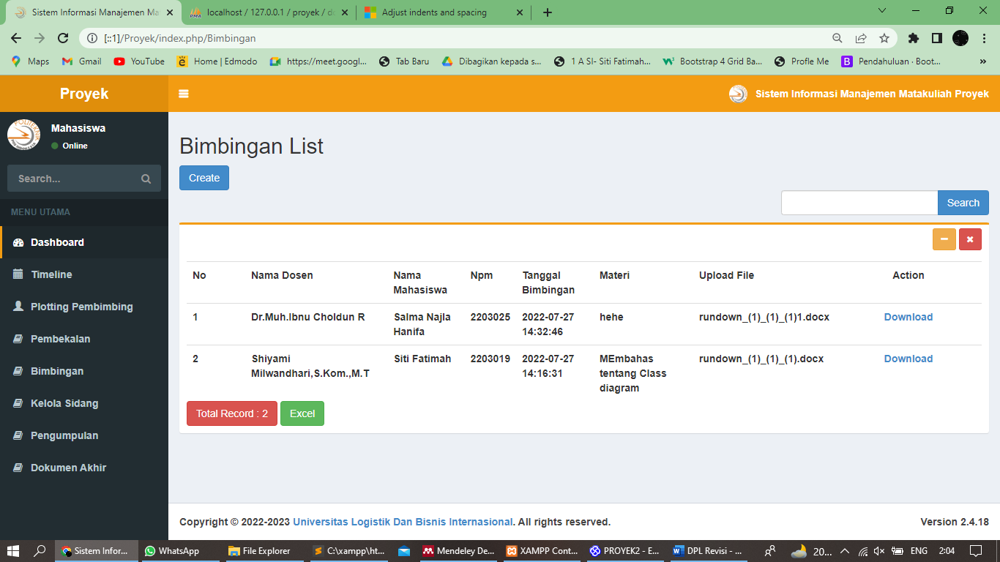 Sistem Informasi Manajemen Ma
localhost / 127.0.0.1 / proyek / do
Adjust indents and spacing
[::1]/Proyek/index.php/Bimbingan
Maps
Gmail
YouTube
Home | Edmodo
https://meet.googl...
Tab Baru
Dibagikan kepada s...
1 A SI- Siti Fatimah...
Bootstrap 4 Grid Ba...
Profle Me
Pendahuluan · Boot...
»
Proyek
Sistem Informasi Manajemen Matakuliah Proyek
Mahasiswa
Online
Search...
MENU UTAMA
Dashboard
Timeline
Plotting Pembimbing
Pembekalan
Bimbingan
Kelola Sidang
Pengumpulan
Dokumen Akhir
Bimbingan List
Create
Search
No Nama Dosen Nama Mahasiswa Npm Tanggal Bimbingan Materi Upload File Action
1 Dr.Muh.Ibnu Choldun R Salma Najla Hanifa 2203025 2022-07-27 14:32:46 hehe rundown_(1)_(1)_(1)1.docx Download
2 Shiyami Milwandhari,S.Kom.,M.T Siti Fatimah 2203019 2022-07-27 14:16:31 MEmbahas tentang Class diagram rundown_(1)_(1)_(1).docx Download
Total Record : 2
Excel
Copyright © 2022-2023 Universitas Logistik Dan Bisnis Internasional. All rights reserved.
Version 2.4.18
Sistem Infor...
WhatsApp
File Explorer
C:\xampp\ht...
Mendeley De...
XAMPP Cont...
PROYEK2 - E...
DPL Revisi - ...
20...
ENG
2:04